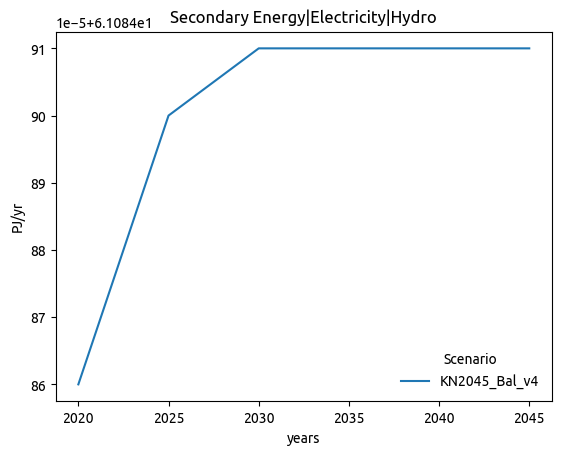 Secondary Energy|Electricity|Hydro
1e−5+6.1084e1
91
90
89
88
87
86
PJ/yr
2020 2025 2030 2035 2040 2045
years
Scenario
KN2045_Bal_v4